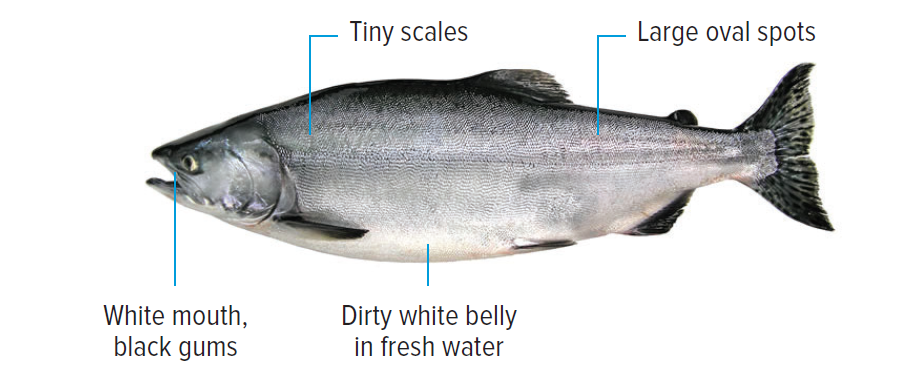 Tiny scales
Large oval spots
White mouth,
black gums
Dirty white belly
in fresh water